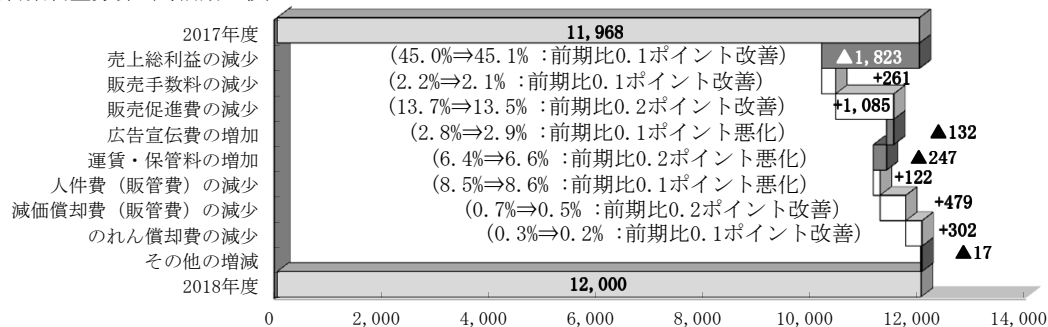 2017年度 11,968
売上総利益の減少 (45.0%⇒45.1% :前期比0.1ポイント改善) ▲1,823
販売手数料の減少 (2.2%⇒2.1% :前期比0.1ポイント改善) +261
販売促進費の減少 (13.7%⇒13.5% :前期比0.2ポイント改善) +1,085
広告宣伝費の増加 (2.8%⇒2.9% :前期比0.1ポイント悪化) ▲132
運賃・保管料の増加 (6.4%⇒6.6% :前期比0.2ポイント悪化) ▲247
人件費（販管費）の減少 (8.5%⇒8.6% :前期比0.1ポイント悪化) +122
減価償却費（販管費）の減少 (0.7%⇒0.5% :前期比0.2ポイント改善) +479
のれん償却費の減少 (0.3%⇒0.2% :前期比0.1ポイント改善) +302
その他の増減 ▲17
2018年度 12,000
0 2,000 4,000 6,000 8,000 10,000 12,000 14,000